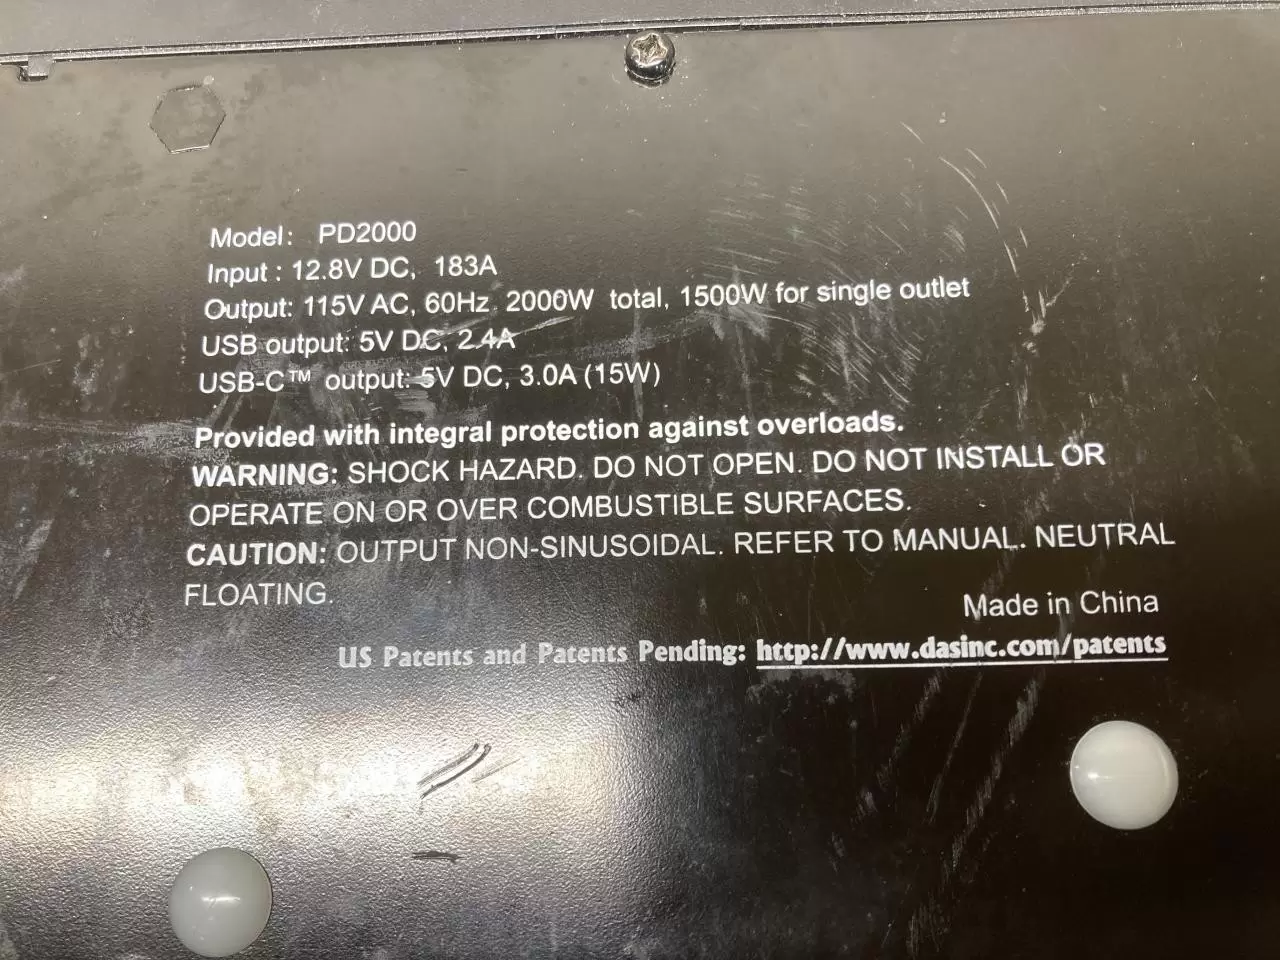 Model: PD2000
Input : 12.8V DC, 183A
Output: 115V AC, 60Hz 2000W total, 1500W for single outlet
USB output: 5V DC, 2.4A
USB-C™ output: 5V DC, 3.0A (15W)
Provided with integral protection against overloads.
WARNING: SHOCK HAZARD. DO NOT OPEN. DO NOT INSTALL OR
OPERATE ON OR OVER COMBUSTIBLE SURFACES.
CAUTION: OUTPUT NON-SINUSOIDAL. REFER TO MANUAL. NEUTRAL
FLOATING.
Made in China
US Patents and Patents Pending: http://www.dasinc.com/patents